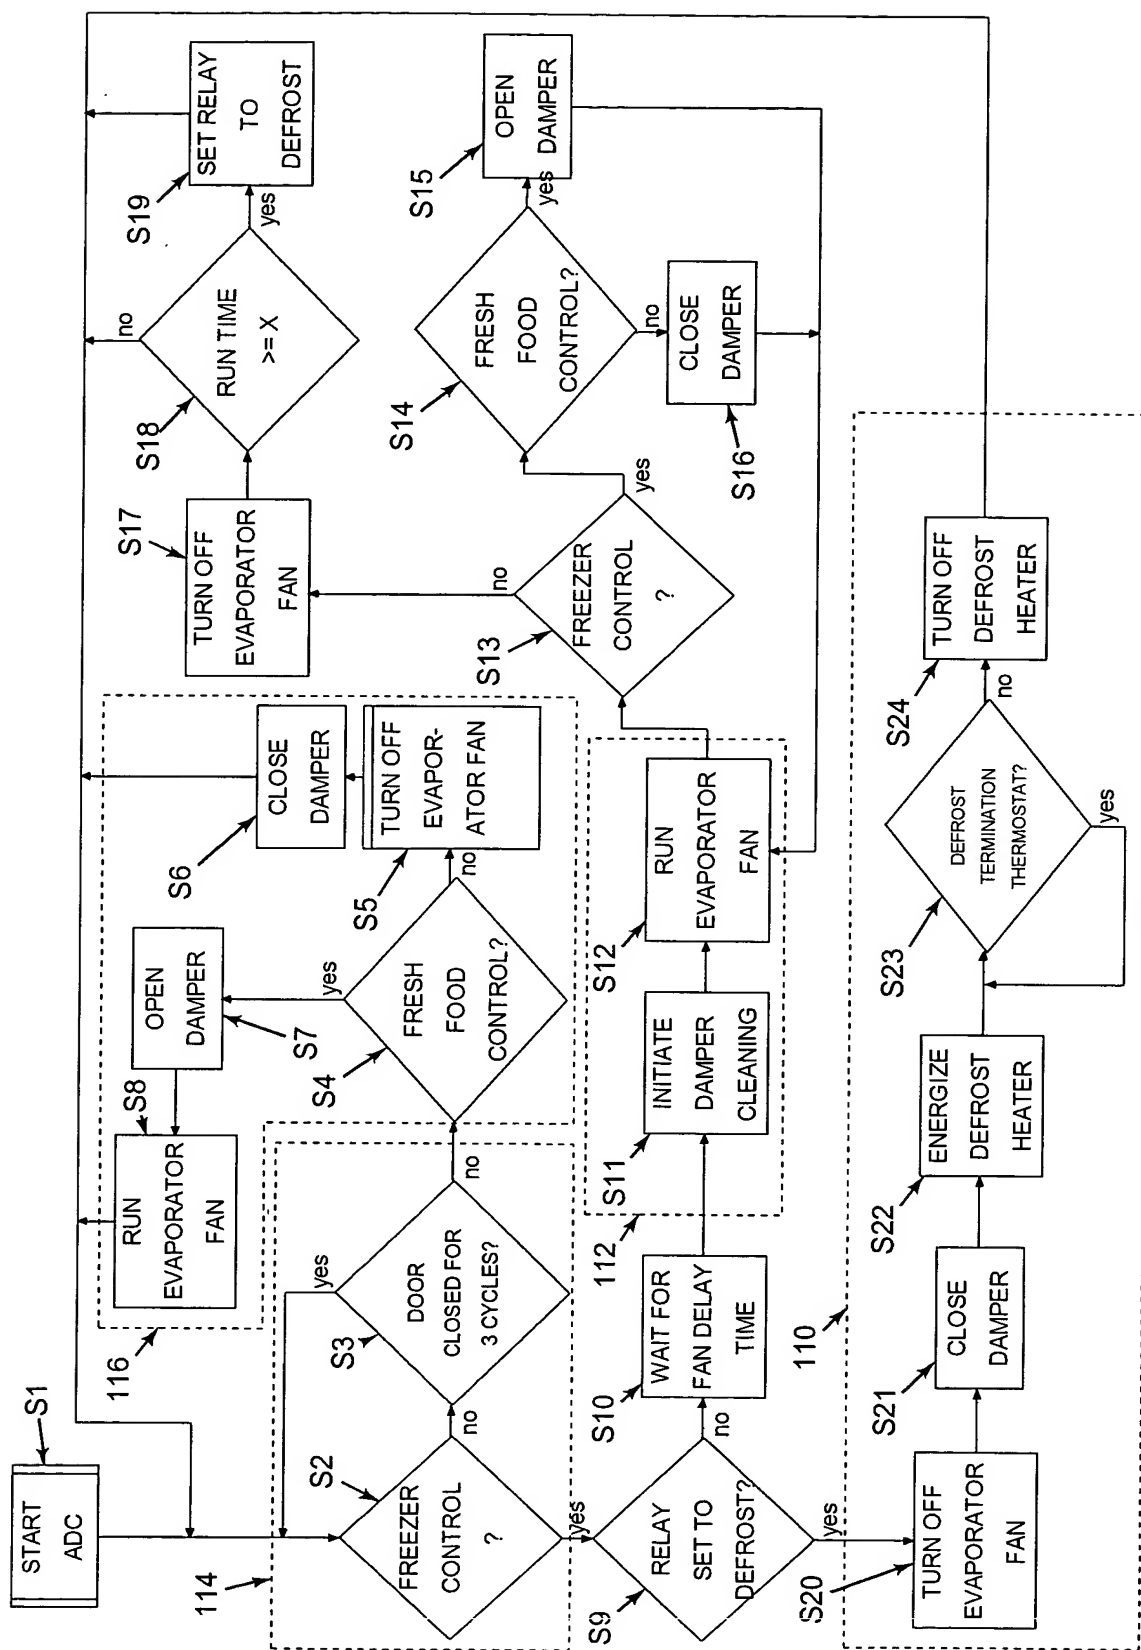 S1
START
ADC
114
S2
FREEZER
CONTROL
?
no
yes
S3
DOOR
CLOSED FOR
3 CYCLES?
yes
no
116
S4
FRESH
FOOD
CONTROL?
yes
no
S5
TURN OFF
EVAPOR-
ATOR FAN
S6
CLOSE
DAMPER
S7
OPEN
DAMPER
S8
RUN
EVAPORATOR
FAN
S9
RELAY
SET TO
DEFROST?
no
yes
S10
WAIT FOR
FAN DELAY
TIME
112
S11
INITIATE
DAMPER
CLEANING
S12
RUN
EVAPORATOR
FAN
S13
FREEZER
CONTROL
?
no
yes
S14
FRESH
FOOD
CONTROL?
yes
no
S15
OPEN
DAMPER
S16
CLOSE
DAMPER
S17
TURN OFF
EVAPORATOR
FAN
S18
RUN TIME
>= X
no
yes
S19
SET RELAY
TO
DEFROST
110
S20
TURN OFF
EVAPORATOR
FAN
S21
CLOSE
DAMPER
S22
ENERGIZE
DEFROST
HEATER
S23
DEFROST
TERMINATION
THERMOSTAT?
yes
no
S24
TURN OFF
DEFROST
HEATER